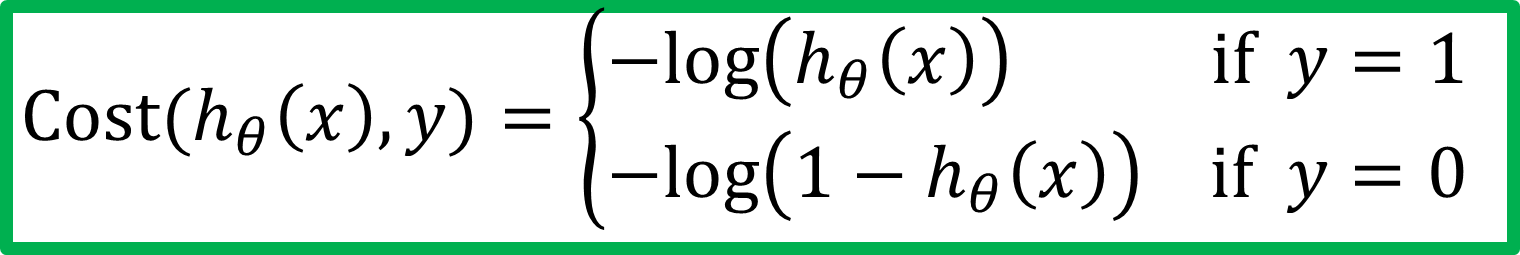 Cost(hθ(x), y) = {−log(hθ(x)) if y = 1
−log(1 − hθ(x)) if y = 0